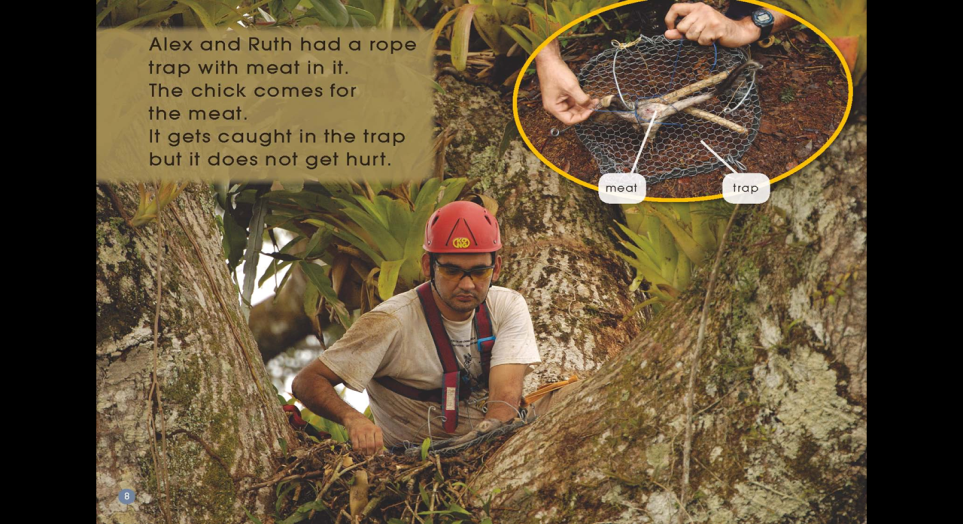 Alex and Ruth had a rope
trap with meat in it.
The chick comes for
the meat.
It gets caught in the trap
but it does not get hurt.
meat
trap
8